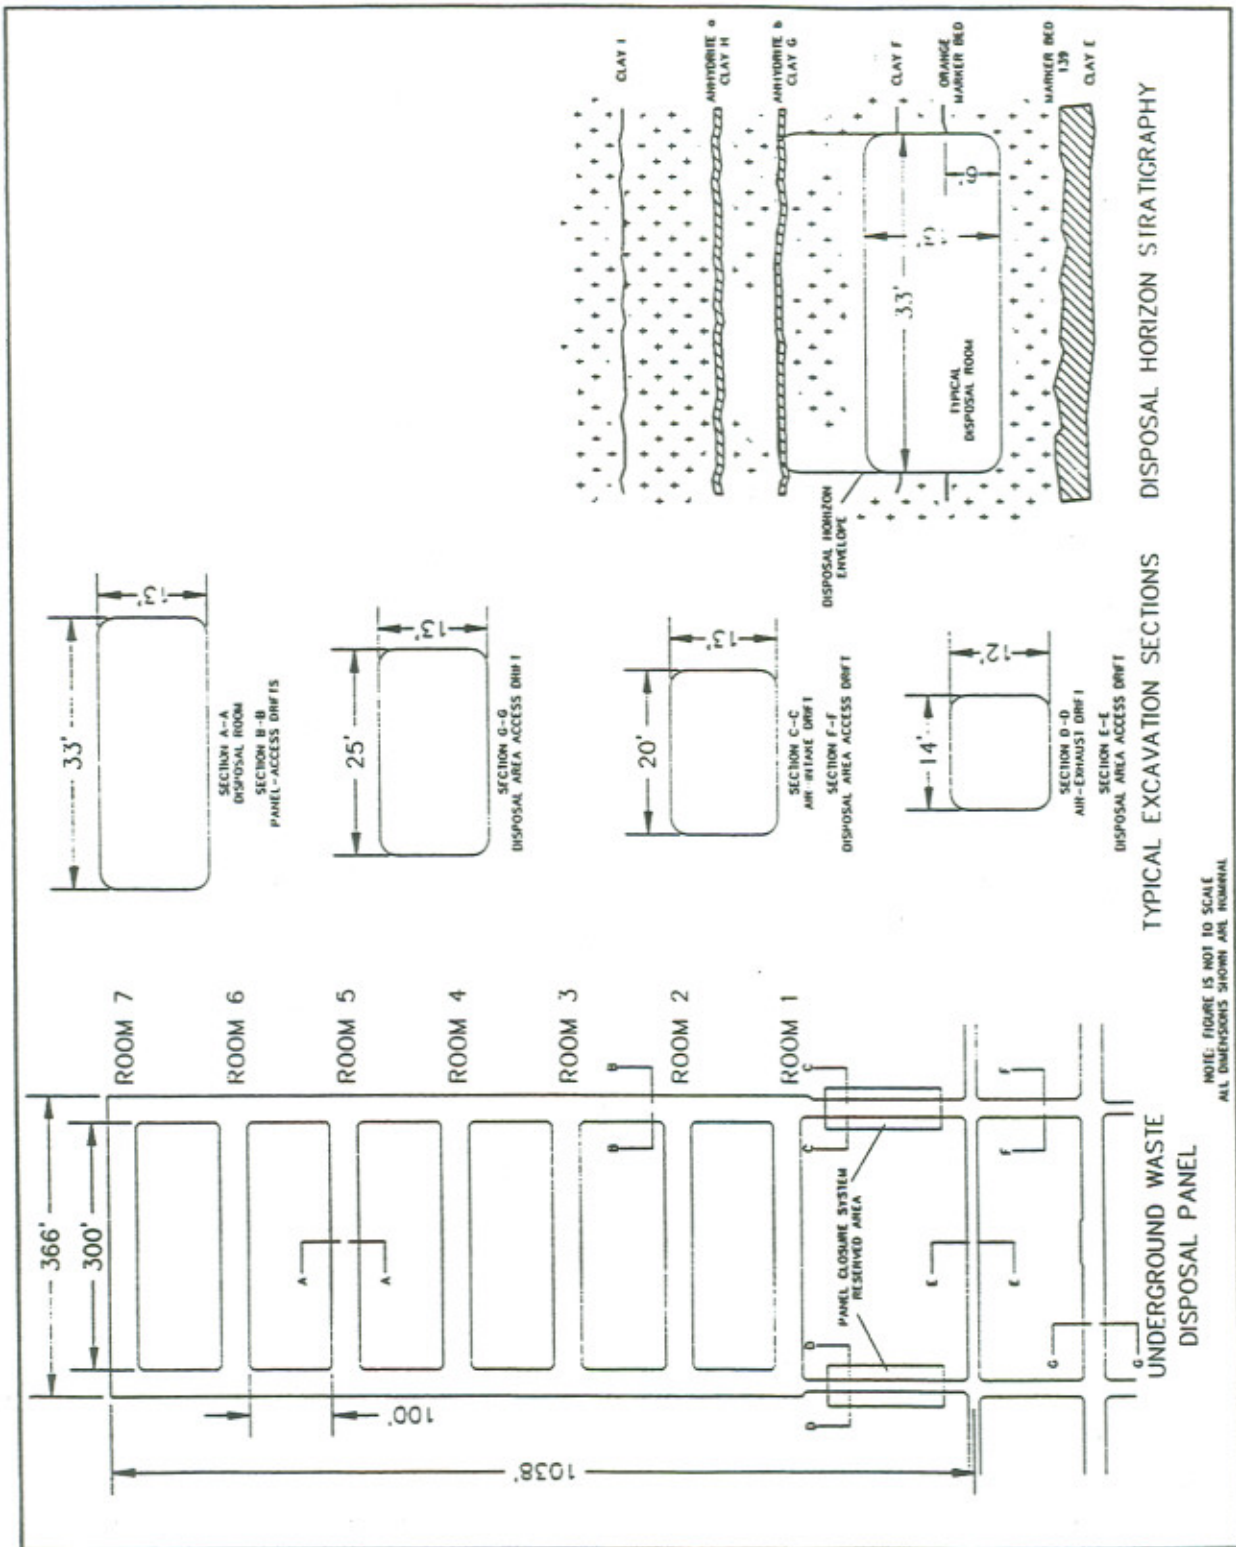 366'
300'
100'
1038'
ROOM 7
ROOM 6
ROOM 5
ROOM 4
ROOM 3
ROOM 2
ROOM 1
A
A
B
B
C
C
D
D
E
E
F
F
G
G
PANEL CLOSURE SYSTEM
RESERVED AREA
UNDERGROUND WASTE
DISPOSAL PANEL
33'
13'
SECTION A-A
DISPOSAL ROOM
SECTION B-B
PANEL-ACCESS DRIFTS
25'
13'
SECTION G-G
DISPOSAL AREA ACCESS DRIFT
20'
13'
SECTION C-C
AIR-INTAKE DRIFT
SECTION F-F
DISPOSAL AREA ACCESS DRIFT
14'
12'
SECTION D-D
AIR-EXHAUST DRIFT
SECTION E-E
DISPOSAL AREA ACCESS DRIFT
TYPICAL EXCAVATION SECTIONS
CLAY I
ANHYDRITE a
CLAY H
ANHYDRITE b
CLAY G
CLAY F
ORANGE
MARKER BED
MARKER BED
139
CLAY E
33'
6'
TYPICAL
DISPOSAL ROOM
DISPOSAL HORIZON
ENVELOPE
DISPOSAL HORIZON STRATIGRAPHY
NOTE: FIGURE IS NOT TO SCALE
ALL DIMENSIONS SHOWN ARE NOMINAL